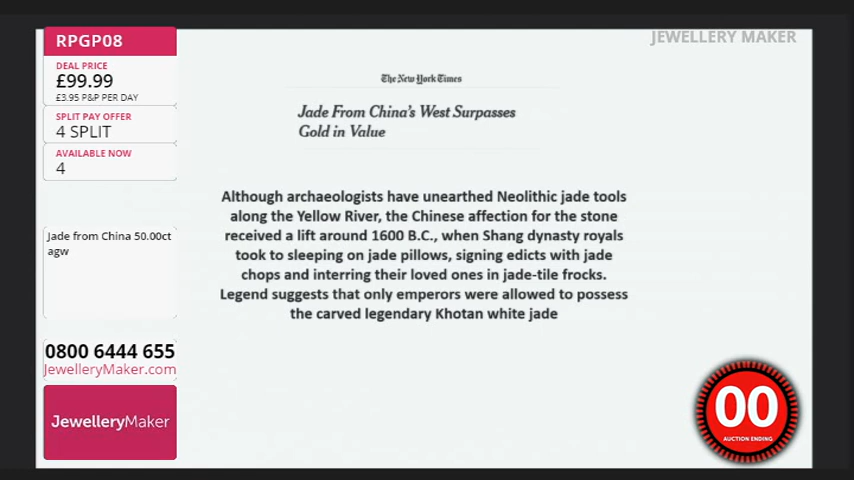 RPGP08
DEAL PRICE
£99.99
£3.95 P&P PER DAY
SPLIT PAY OFFER
4 SPLIT
AVAILABLE NOW
4
Jade from China 50.00ct
agw
0800 6444 655
JewelleryMaker.com
JewelleryMaker
JEWELLERY MAKER
The New York Times
Jade From China's West Surpasses
Gold in Value
Although archaeologists have unearthed Neolithic jade tools
along the Yellow River, the Chinese affection for the stone
received a lift around 1600 B.C., when Shang dynasty royals
took to sleeping on jade pillows, signing edicts with jade
chops and interring their loved ones in jade-tile frocks.
Legend suggests that only emperors were allowed to possess
the carved legendary Khotan white jade
00
AUCTION ENDING